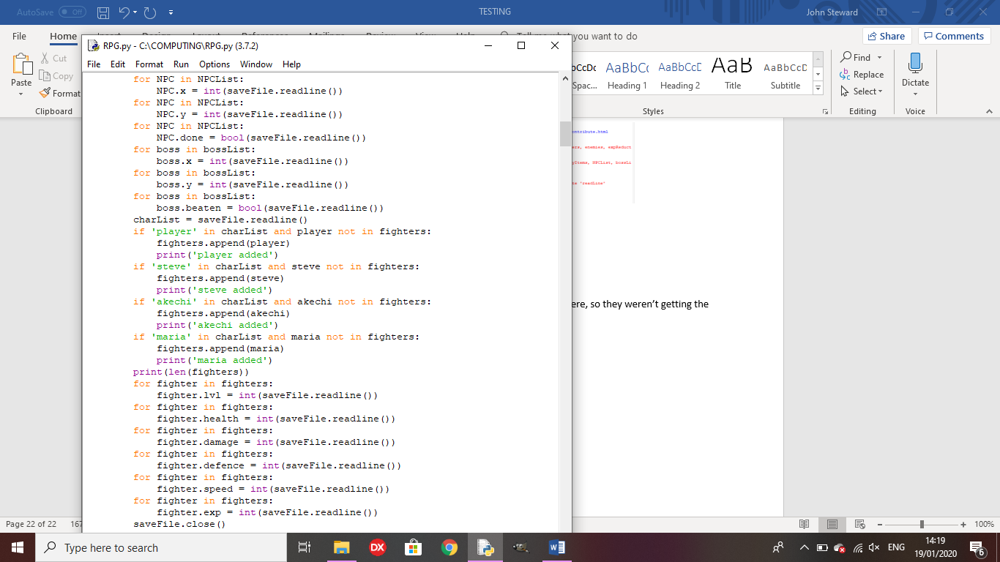 AutoSave Off
TESTING
John Steward
File Home
Tell me what you want to do
Share Comments
RPG.py - C:\COMPUTING\RPG.py (3.7.2)
File Edit Format Run Options Window Help
Paste
Cut
Copy
Format
Clipboard
for NPC in NPCList:
NPC.x = int(saveFile.readline())
for NPC in NPCList:
NPC.y = int(saveFile.readline())
for NPC in NPCList:
NPC.done = bool(saveFile.readline())
for boss in bossList:
boss.x = int(saveFile.readline())
for boss in bossList:
boss.y = int(saveFile.readline())
for boss in bossList:
boss.beaten = bool(saveFile.readline())
charList = saveFile.readline()
if 'player' in charList and player not in fighters:
fighters.append(player)
print('player added')
if 'steve' in charList and steve not in fighters:
fighters.append(steve)
print('steve added')
if 'akechi' in charList and akechi not in fighters:
fighters.append(akechi)
print('akechi added')
if 'maria' in charList and maria not in fighters:
fighters.append(maria)
print('maria added')
print(len(fighters))
for fighter in fighters:
fighter.lvl = int(saveFile.readline())
for fighter in fighters:
fighter.health = int(saveFile.readline())
for fighter in fighters:
fighter.damage = int(saveFile.readline())
for fighter in fighters:
fighter.defence = int(saveFile.readline())
for fighter in fighters:
fighter.speed = int(saveFile.readline())
for fighter in fighters:
fighter.exp = int(saveFile.readline())
saveFile.close()
AaBbCcC AaBbCcD AaB AaBbCcD
Spac... Heading 1 Heading 2 Title Subtitle
Styles
Find
Replace
Select
Editing
Dictate
Voice
contribute.html
ers, enemies, expReduct
yItems, NPCList, bossLi
'readLine'
ere, so they weren't getting the
Page 22 of 22 167
100%
Type here to search
DX
ENG
14:19
19/01/2020
6